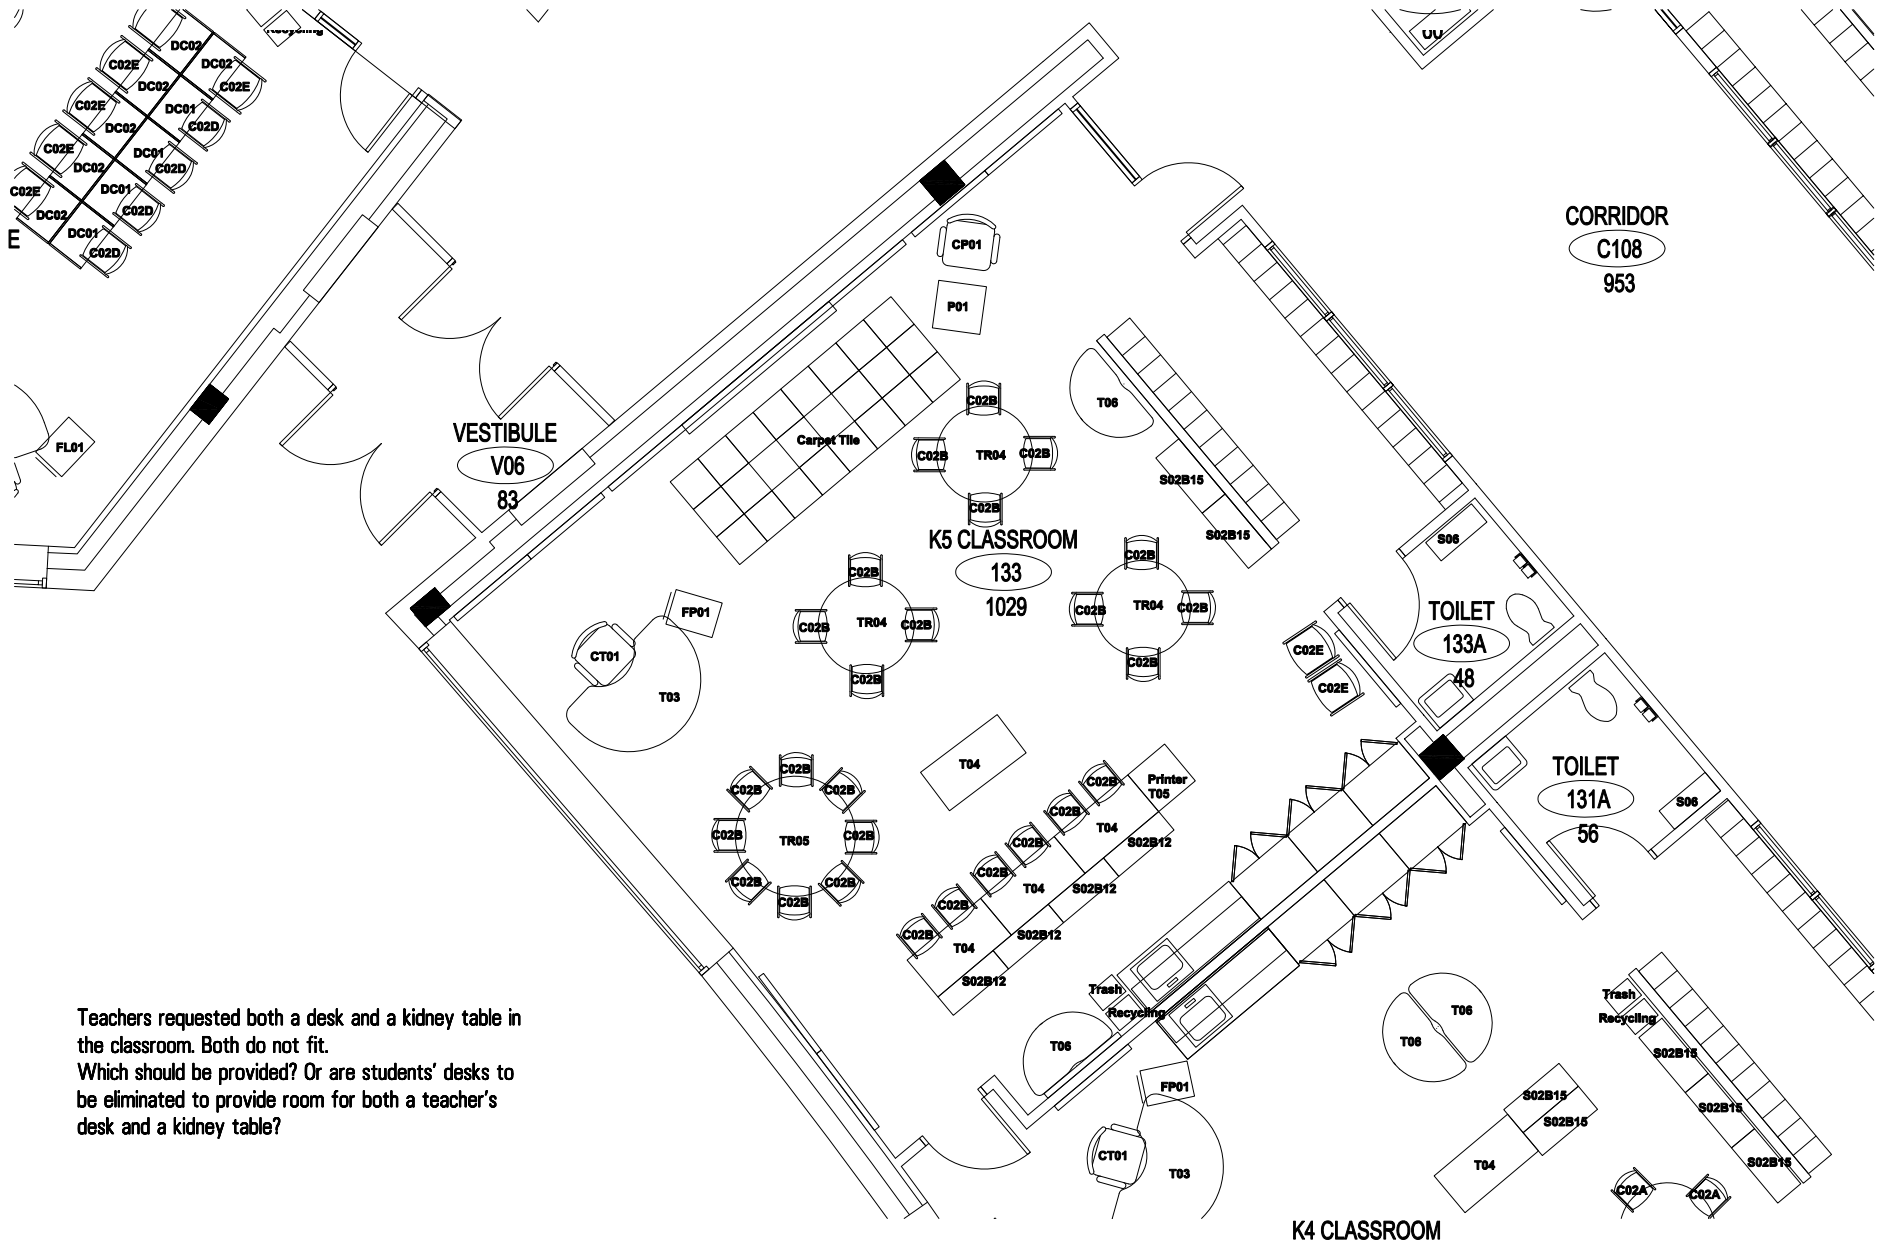 Recycling
DC02
DC02
C02E
DC02
C02E
C02E
DC01
DC02
C02D
C02E
DC01
DC02
C02D
C02E
DC01
DC02
C02D
DC01
C02D
E
FL01
VESTIBULE
V06
83
CORRIDOR
C108
953
CP01
P01
Carpet Tile
T06
S02B15
S02B15
C02B
C02B
TR04
C02B
C02B
K5 CLASSROOM
133
1029
C02B
C02B
TR04
C02B
C02B
C02B
C02B
TR04
C02B
C02B
FP01
CT01
T03
S06
TOILET
133A
48
C02E
C02E
TOILET
131A
56
S06
T04
C02B
C02B
C02B
C02B
TR05
C02B
C02B
C02B
C02B
Printer
T05
C02B
C02B
C02B
C02B
C02B
C02B
T04
T04
T04
S02B12
S02B12
S02B12
S02B12
Trash
Recycling
T06
FP01
CT01
T03
T06
T06
Trash
Recycling
S02B15
S02B15
S02B15
S02B15
S02B15
T04
C02A
C02A
K4 CLASSROOM
Teachers requested both a desk and a kidney table in
the classroom. Both do not fit.
Which should be provided? Or are students' desks to
be eliminated to provide room for both a teacher's
desk and a kidney table?